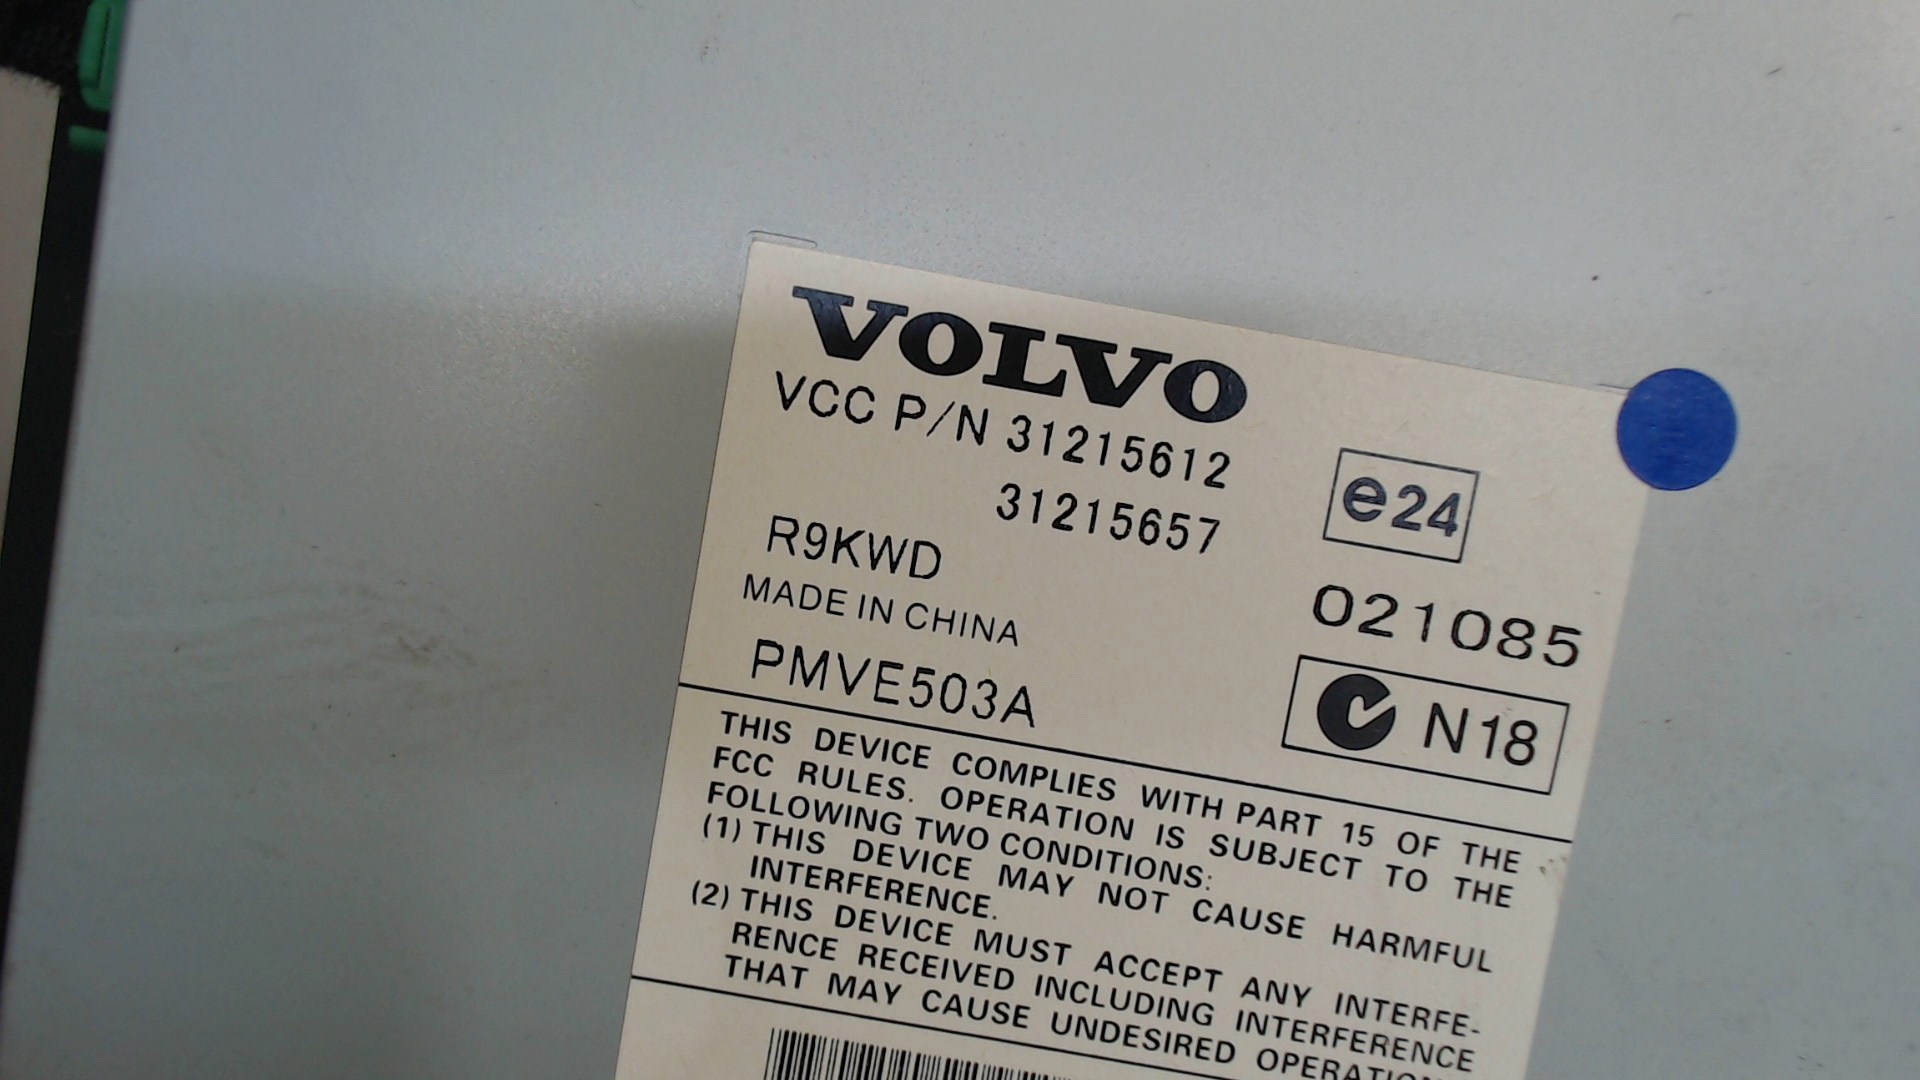 VOLVO
VCC P/N 31215612
31215657
e24
R9KWD
MADE IN CHINA
021085
PMVE503A
N18
THIS DEVICE COMPLIES WITH PART 15 OF THE
FCC RULES. OPERATION IS SUBJECT TO THE
FOLLOWING TWO CONDITIONS:
(1) THIS DEVICE MAY NOT CAUSE HARMFUL
INTERFERENCE.
(2) THIS DEVICE MUST ACCEPT ANY INTERFE-
RENCE RECEIVED INCLUDING INTERFERENCE
THAT MAY CAUSE UNDESIRED